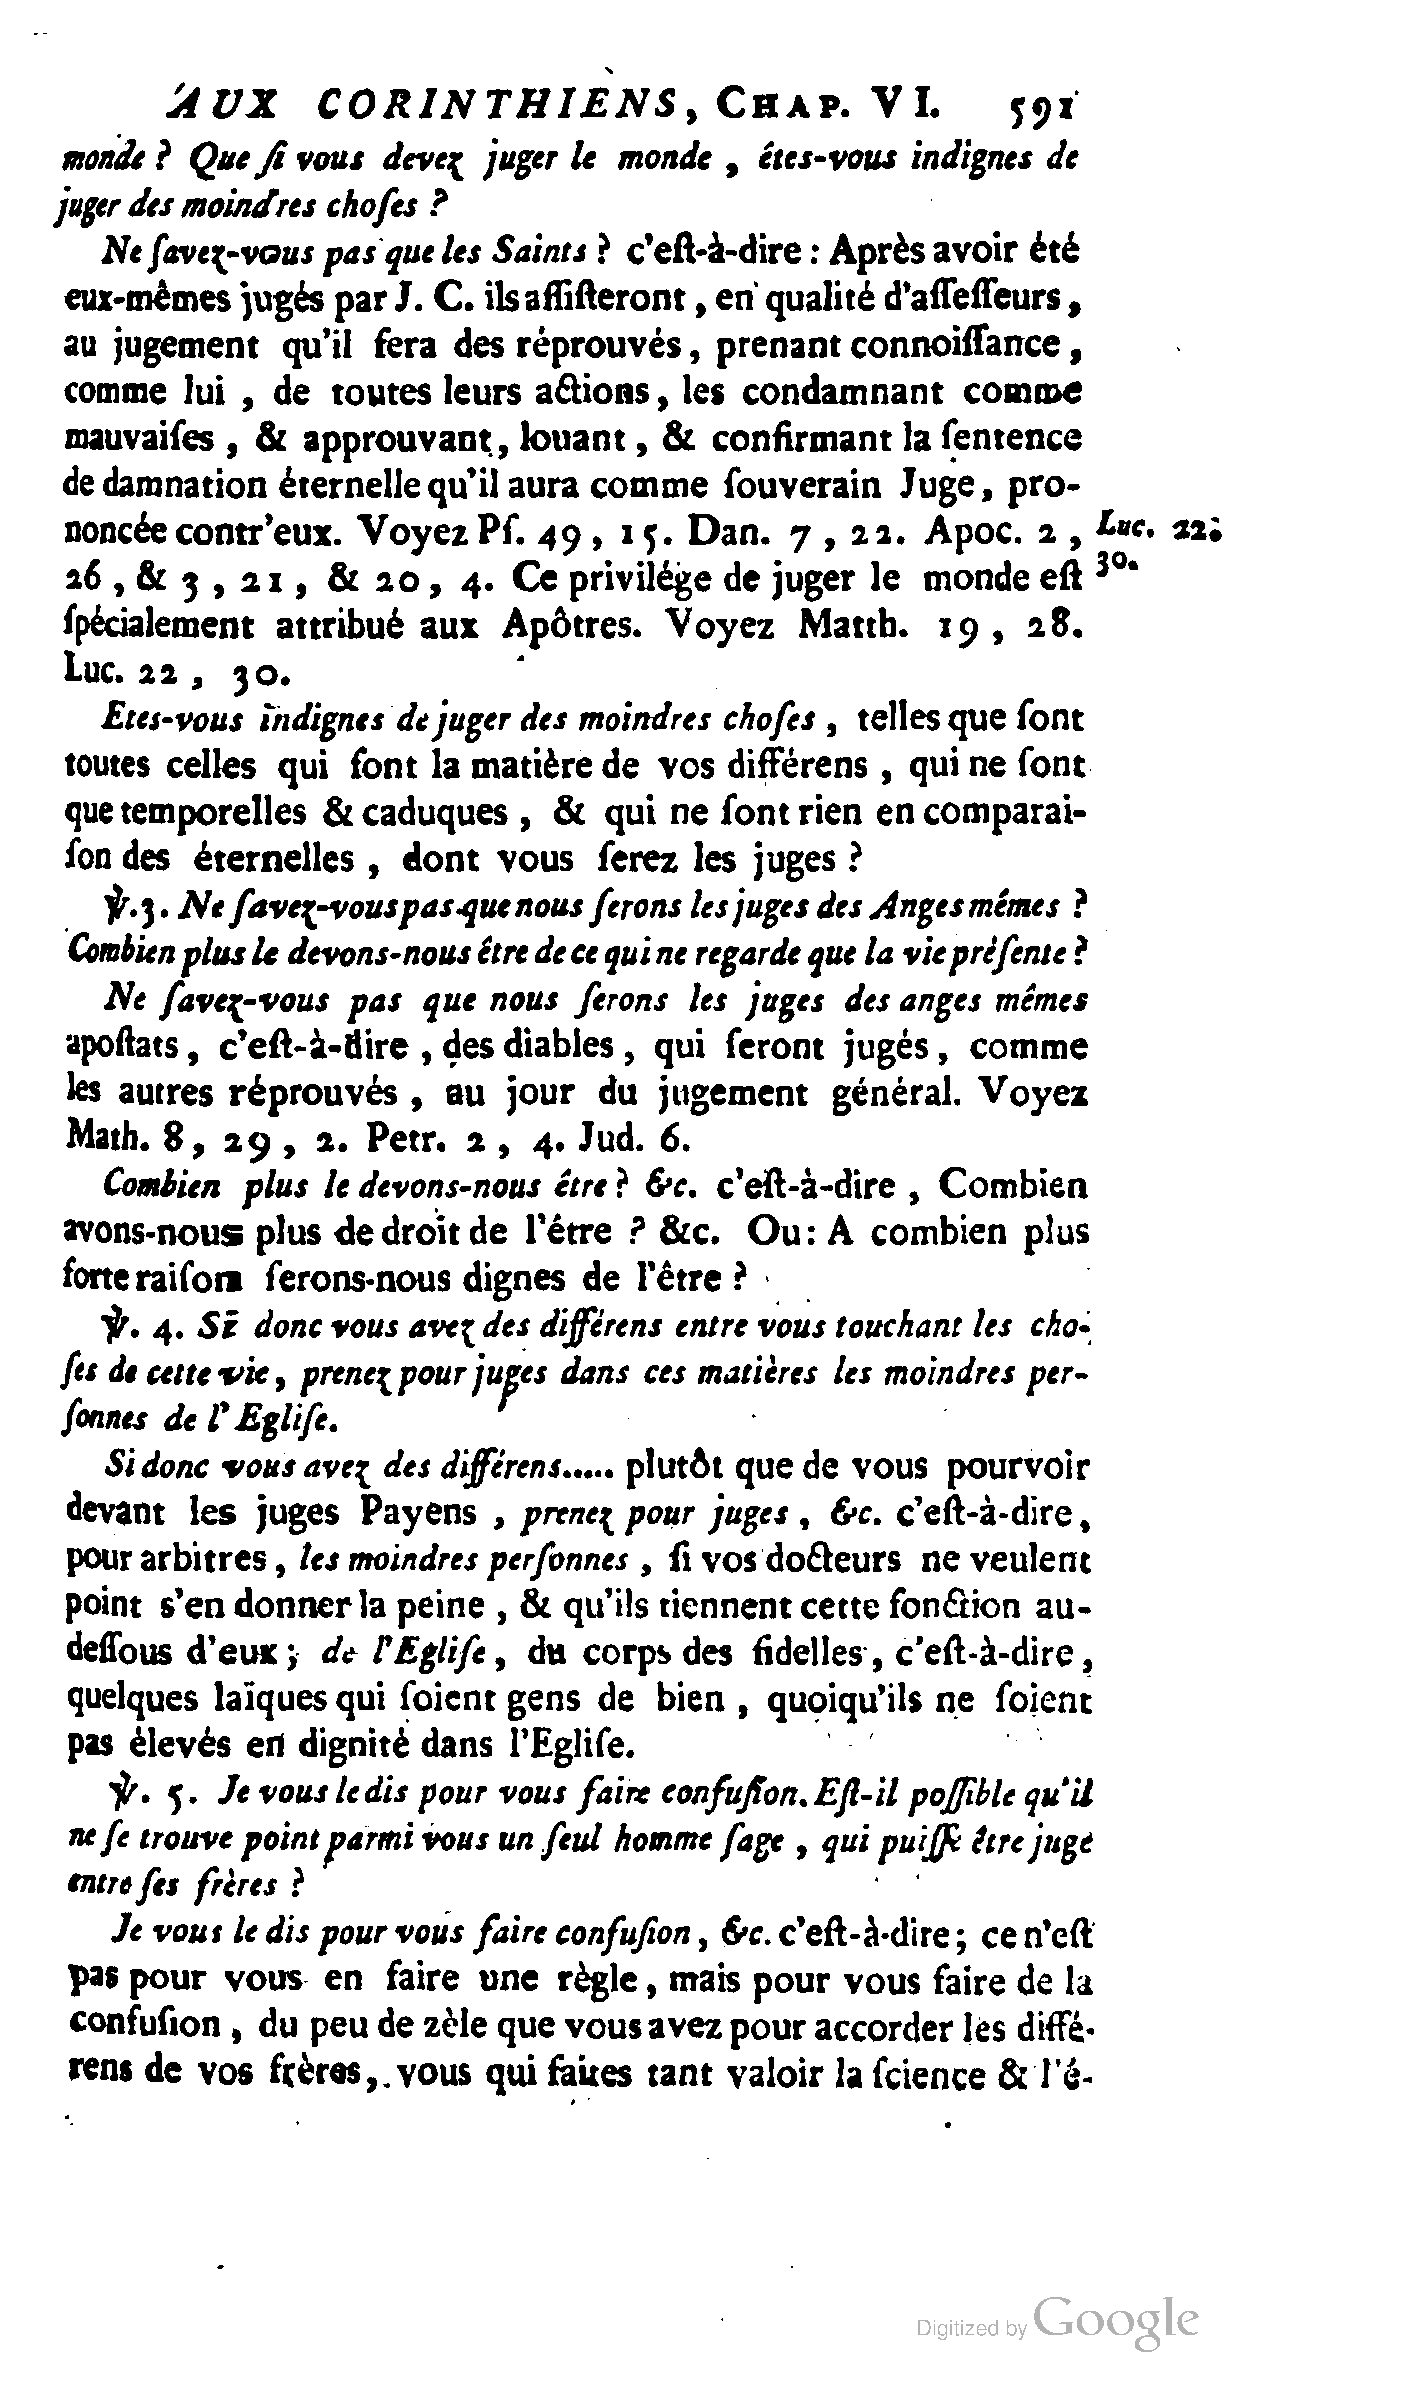 AUX CORINTHIENS, CHAP. VI. 591
monde ? Que ſi vous devez juger le monde , êtes-vous indignes de
juger des moindres choſes ?
Ne ſavez-vous pas que les Saints ? c'eſt-à-dire : Après avoir été
eux-mêmes jugés par J. C. ils aſſiſteront , en qualité d'aſſeſſeurs ,
au jugement qu'il fera des réprouvés , prenant connoiſſance ,
comme lui , de toutes leurs actions , les condamnant comme
mauvaiſes , & approuvant , louant , & confirmant la ſentence
de damnation éternelle qu'il aura comme ſouverain Juge , pro-
noncée contr'eux. Voyez Pſ. 49 , 15. Dan. 7 , 22. Apoc. 2 ,
26 , & 3 , 21 , & 20 , 4. Ce privilége de juger le monde eſt
ſpécialement attribué aux Apôtres. Voyez Matth. 19 , 28.
Luc. 22 , 30.
Luc. 22.
30.
Etes-vous indignes de juger des moindres choſes , telles que ſont
toutes celles qui font la matière de vos différens , qui ne ſont
que temporelles & caduques , & qui ne ſont rien en comparai-
ſon des éternelles , dont vous ſerez les juges ?
℣. 3. Ne ſavez-vous pas que nous ſerons les juges des Anges mêmes ?
Combien plus le devons-nous être de ce qui ne regarde que la vie préſente ?
Ne ſavez-vous pas que nous ſerons les juges des anges mêmes
apoſtats , c'eſt-à-dire , des diables , qui ſeront jugés , comme
les autres réprouvés , au jour du jugement général. Voyez
Math. 8 , 29 , 2. Petr. 2 , 4. Jud. 6.
Combien plus le devons-nous être ? &c. c'eſt-à-dire , Combien
avons-nous plus de droit de l'être ? &c. Ou : A combien plus
forte raiſon ſerons-nous dignes de l'être ?
℣. 4. Si donc vous avez des différens entre vous touchant les cho-
ſes de cette vie , prenez pour juges dans ces matières les moindres per-
ſonnes de l'Egliſe.
Si donc vous avez des différens..... plutôt que de vous pourvoir
devant les juges Payens , prenez pour juges , &c. c'eſt-à-dire ,
pour arbitres , les moindres perſonnes , ſi vos docteurs ne veulent
point s'en donner la peine , & qu'ils tiennent cette fonction au-
deſſous d'eux ; de l'Egliſe , du corps des fidelles , c'eſt-à-dire ,
quelques laïques qui ſoient gens de bien , quoiqu'ils ne ſoient
pas élevés en dignité dans l'Egliſe.
℣. 5. Je vous le dis pour vous faire confuſion. Eſt-il poſſible qu'il
ne ſe trouve point parmi vous un ſeul homme ſage , qui puiſſe être juge
entre ſes frères ?
Je vous le dis pour vous faire confuſion , &c. c'eſt-à-dire ; ce n'eſt
pas pour vous en faire une règle , mais pour vous faire de la
confuſion , du peu de zèle que vous avez pour accorder les diffé-
rens de vos frères , vous qui faites tant valoir la ſcience & l'é-
Digitized by Google